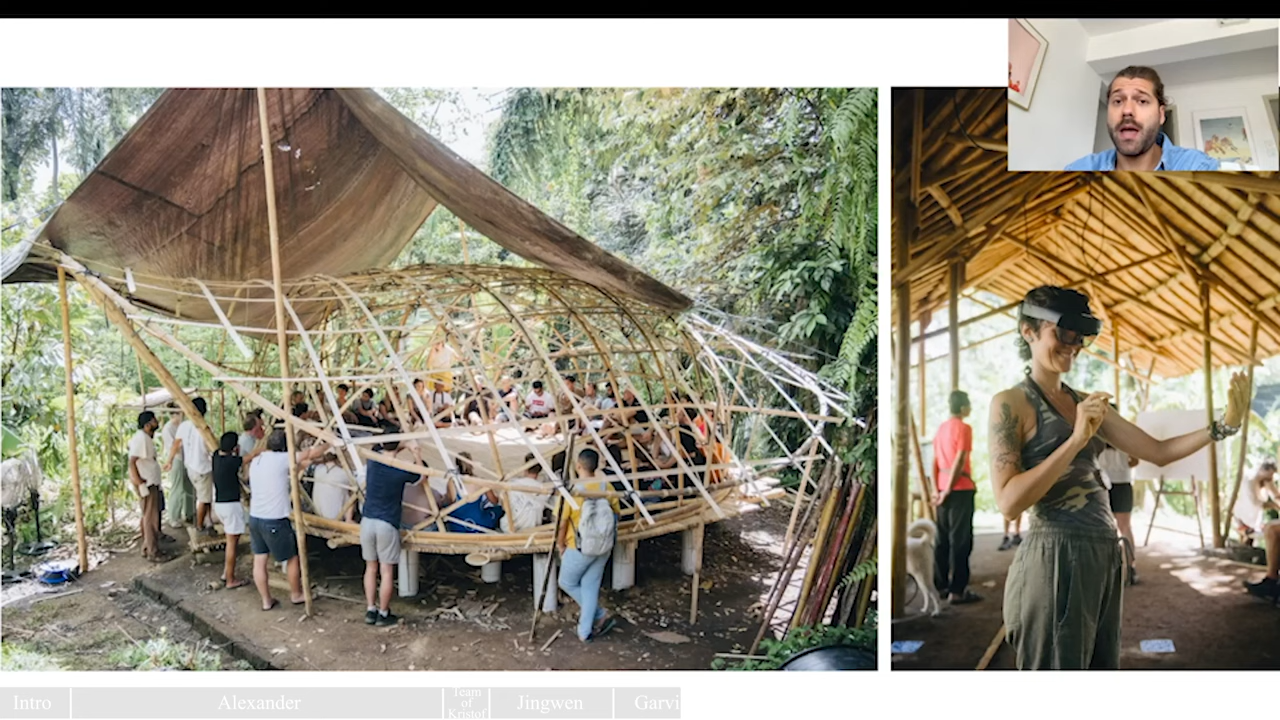 Intro
Alexander
Team
of
Kristof
Jingwen
Garvi